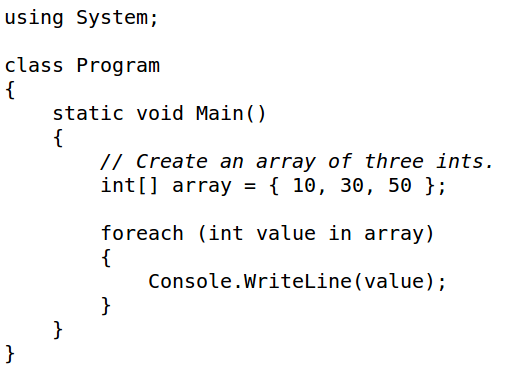 using System;

class Program
{
    static void Main()
    {
        // Create an array of three ints.
        int[] array = { 10, 30, 50 };

        foreach (int value in array)
        {
            Console.WriteLine(value);
        }
    }
}